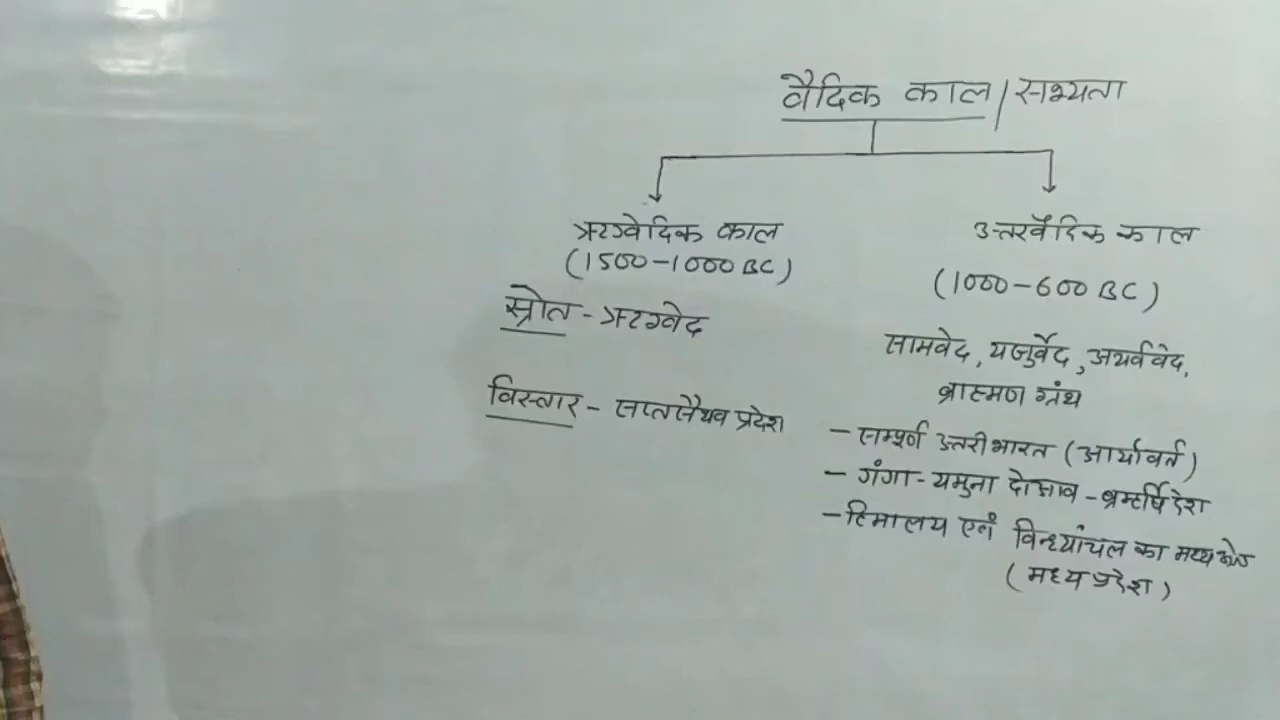 वैदिक काल/सभ्यता
ऋग्वेदिक काल
(1500-1000 BC)
स्रोत - ऋग्वेद
विस्तार - सप्तसैंधव प्रदेश
उत्तरवैदिक काल
(1000-600 BC)
सामवेद, यजुर्वेद, अथर्ववेद,
ब्राह्मण ग्रंथ
- सम्पूर्ण उत्तरी भारत (आर्यावर्त)
- गंगा-यमुना दोआब - ब्रह्मर्षि देश
- हिमालय एवं विन्ध्यांचल का मध्य क्षेत्र
(मध्य प्रदेश)